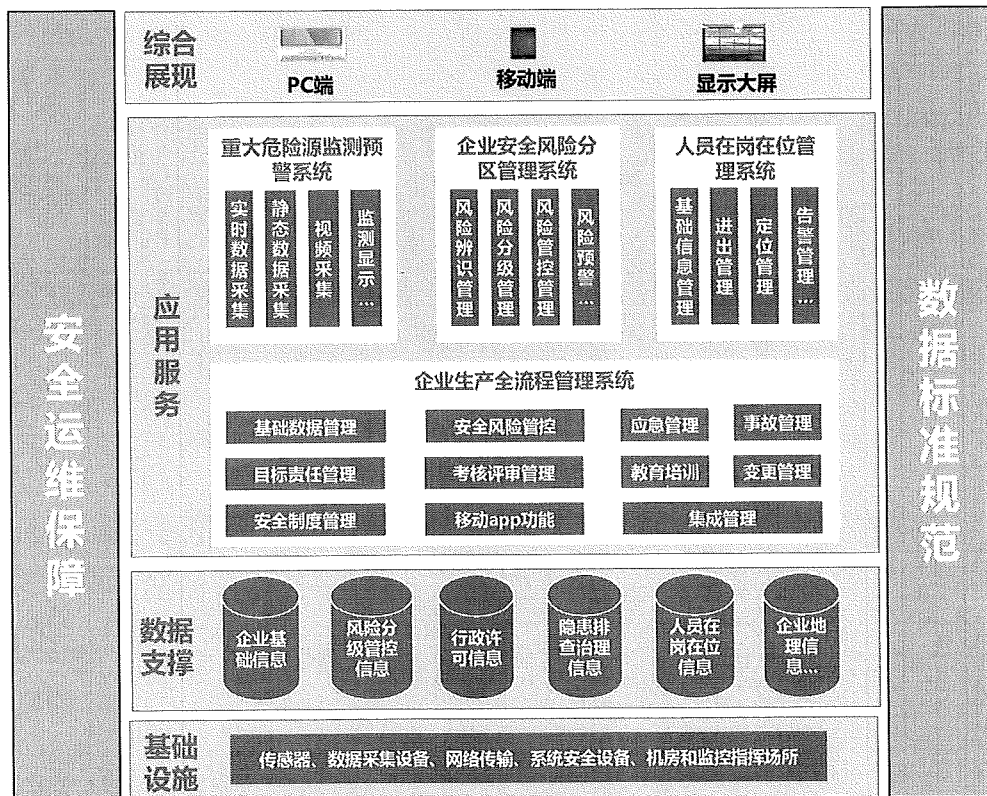 安全运维保障
综合
展现
PC端
移动端
显示大屏
应用服务
重大危险源监测预
警系统
实时数据采集
静态数据采集
视频采集
监测显示...
企业安全风险分
区管理系统
风险辨识管理
风险分级管理
风险管控管理
风险预警...
人员在岗在位管
理系统
基础信息管理
进出管理
定位管理
告警管理...
企业生产全流程管理系统
基础数据管理
安全风险管控
应急管理
事故管理
目标责任管理
考核评审管理
教育培训
变更管理
安全制度管理
移动app功能
集成管理
数据
支撑
企业基
础信息
风险分
级管控
信息
行政许
可信息
隐患排
查治理
信息
人员在
岗在位
信息
企业地
理信
息...
基础
设施
传感器、数据采集设备、网络传输、系统安全设备、机房和监控指挥场所
数据标准规范